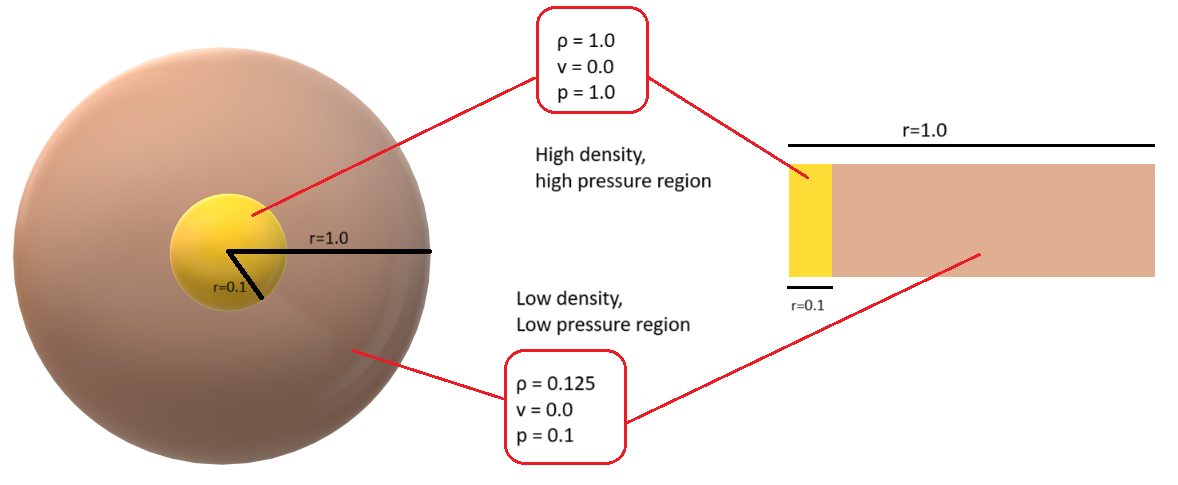 ρ = 1.0
v = 0.0
p = 1.0
High density,
high pressure region
r=1.0
r=1.0
r=0.1
r=0.1
Low density,
Low pressure region
ρ = 0.125
v = 0.0
p = 0.1